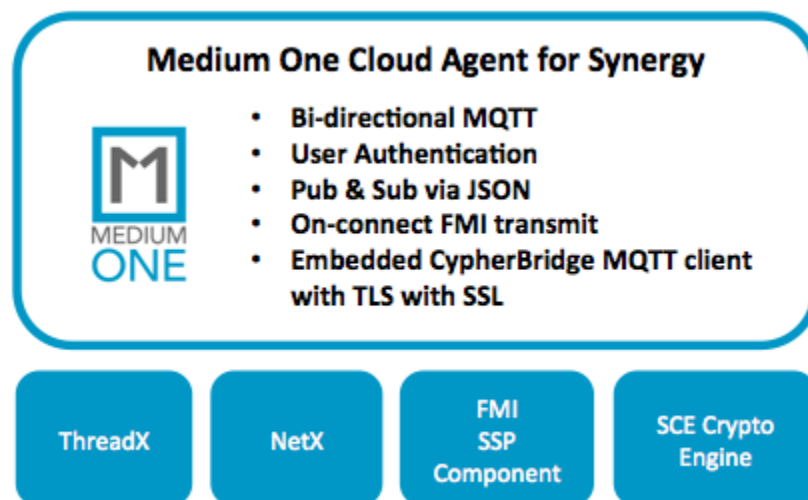 Medium One Cloud Agent for Synergy
• Bi-directional MQTT
• User Authentication
• Pub & Sub via JSON
• On-connect FMI transmit
• Embedded CypherBridge MQTT client
with TLS with SSL
M
MEDIUM
ONE
ThreadX
NetX
FMI
SSP
Component
SCE Crypto
Engine